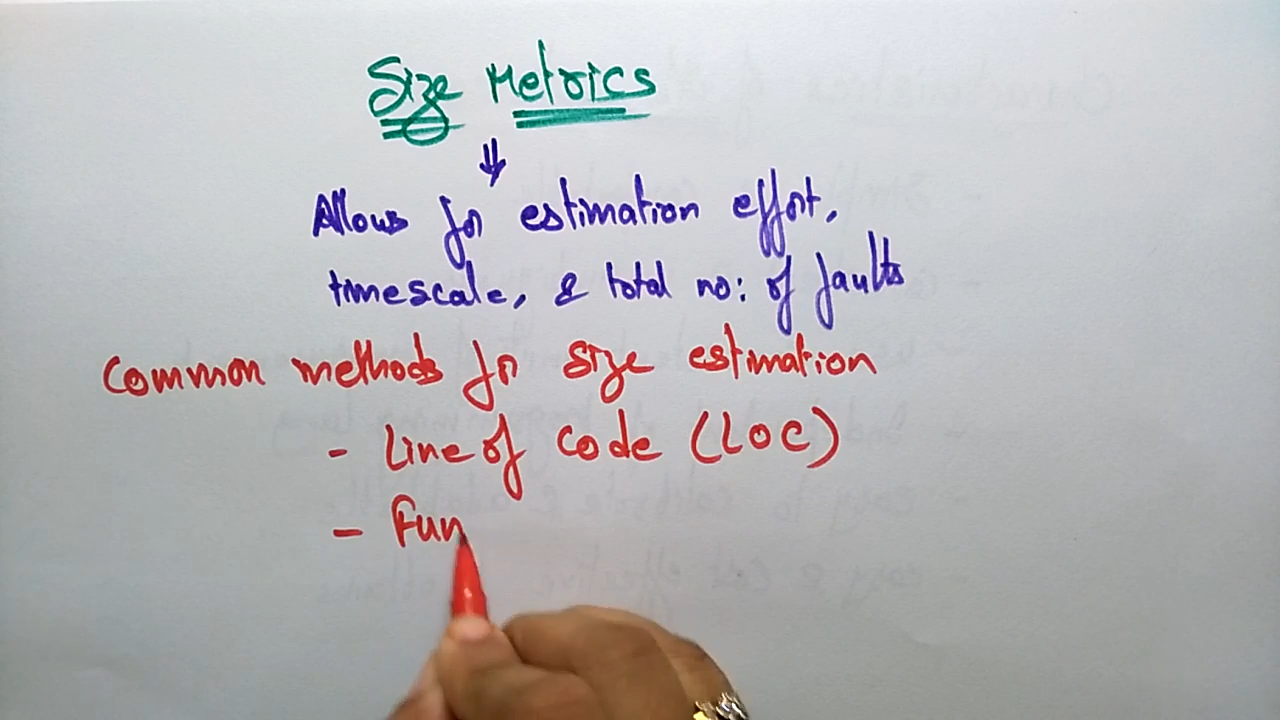 Size Metrics
Allows for estimation effort,
timescale, & total no: of faults
Common methods for size estimation
- Line of code (LOC)
- Fun